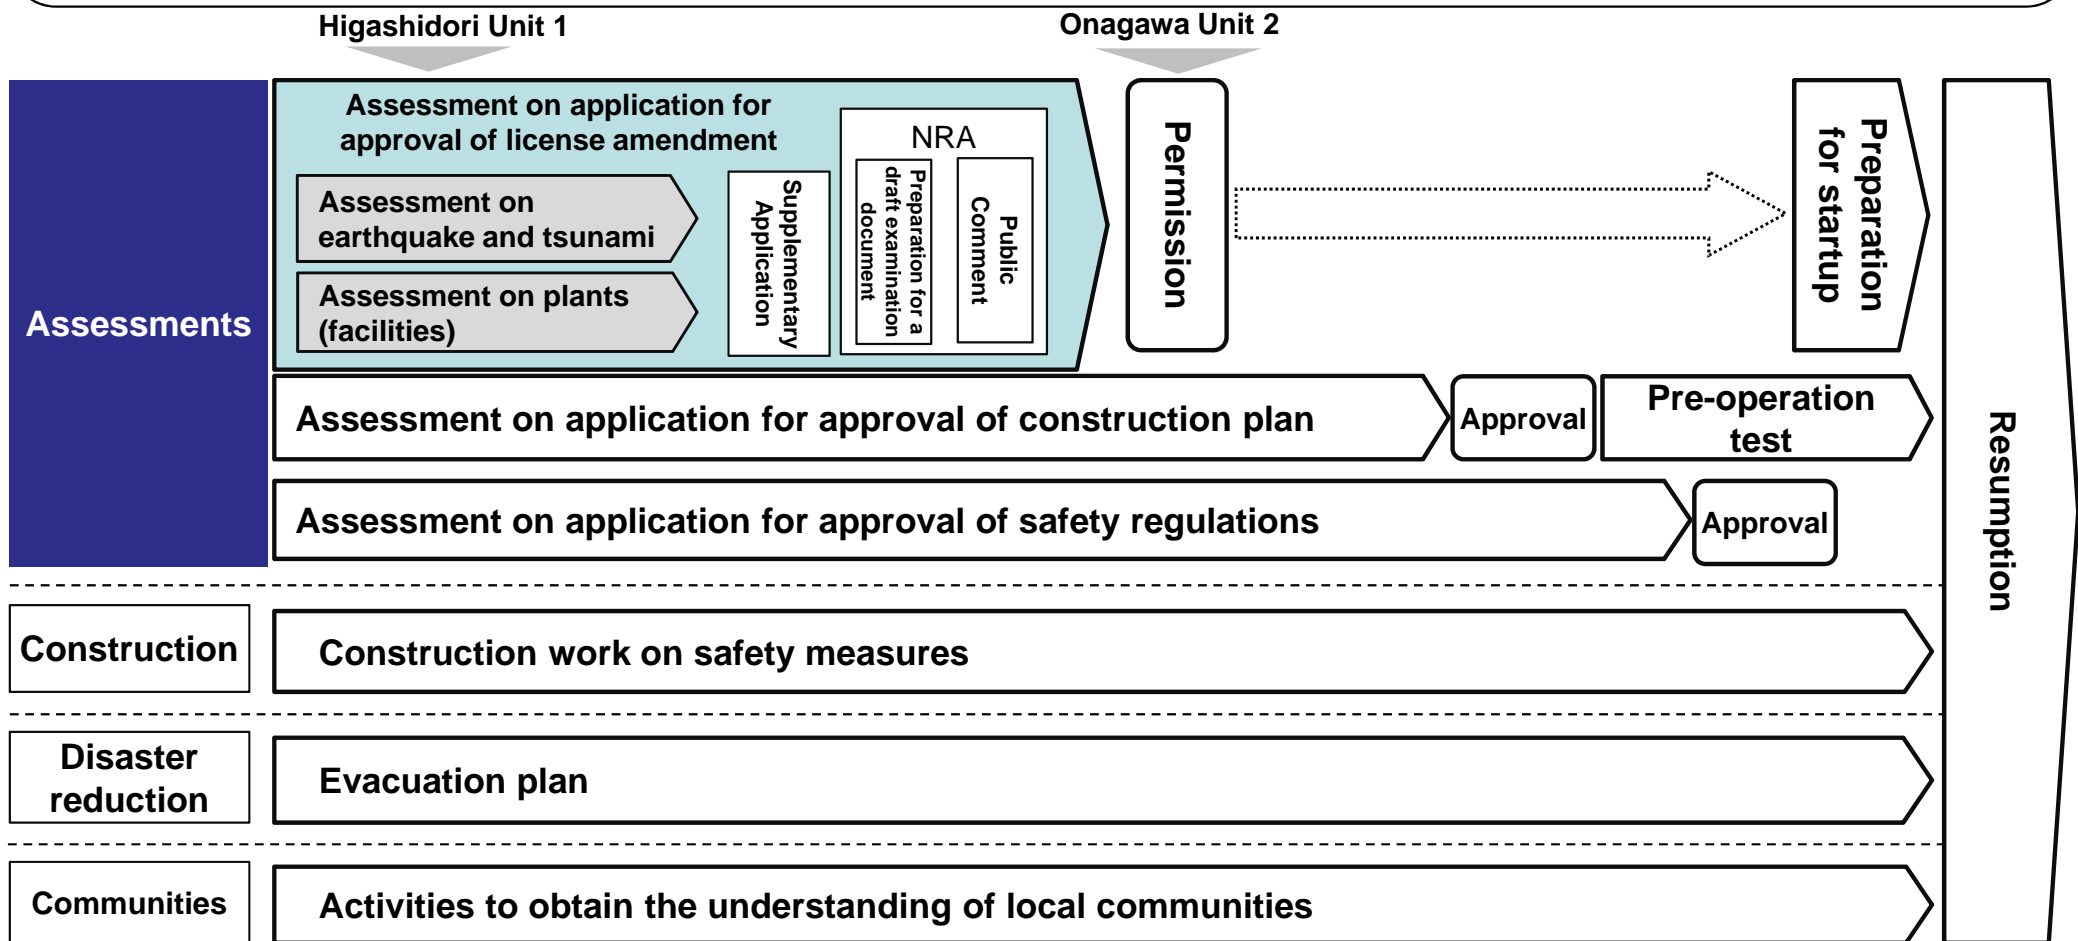 Higashidori Unit 1
Onagawa Unit 2
Assessments
Assessment on application for
approval of license amendment
Assessment on
earthquake and tsunami
Assessment on plants
(facilities)
Supplementary
Application
NRA
Preparation for a
draft examination
document
Public
Comment
Permission
Preparation
for startup
Assessment on application for approval of construction plan
Approval
Pre-operation
test
Assessment on application for approval of safety regulations
Approval
Resumption
Construction
Construction work on safety measures
Disaster
reduction
Evacuation plan
Communities
Activities to obtain the understanding of local communities